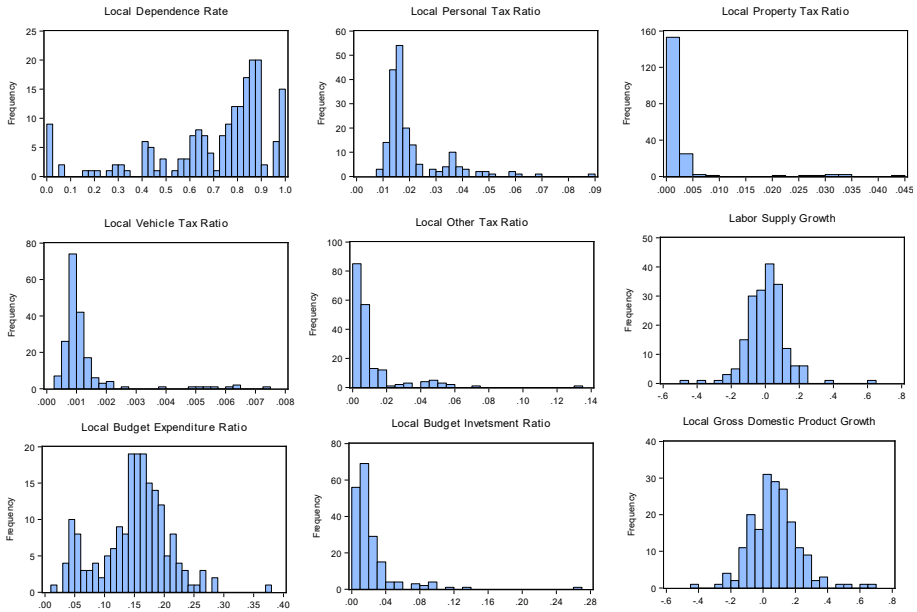 Local Dependence Rate
Frequency
25
20
15
10
5
0
0.0 0.1 0.2 0.3 0.4 0.5 0.6 0.7 0.8 0.9 1.0
Local Personal Tax Ratio
Frequency
60
50
40
30
20
10
0
.00 .01 .02 .03 .04 .05 .06 .07 .08 .09
Local Property Tax Ratio
Frequency
160
120
80
40
0
.000 .005 .010 .015 .020 .025 .030 .035 .040 .045
Local Vehicle Tax Ratio
Frequency
80
60
40
20
0
.000 .001 .002 .003 .004 .005 .006 .007 .008
Local Other Tax Ratio
Frequency
100
80
60
40
20
0
.00 .02 .04 .06 .08 .10 .12 .14
Labor Supply Growth
Frequency
50
40
30
20
10
0
-.6 -.4 -.2 .0 .2 .4 .6 .8
Local Budget Expenditure Ratio
Frequency
20
15
10
5
0
.00 .05 .10 .15 .20 .25 .30 .35 .40
Local Budget Invetsment Ratio
Frequency
80
60
40
20
0
.00 .04 .08 .12 .16 .20 .24 .28
Local Gross Domestic Product Growth
Frequency
40
30
20
10
0
-.6 -.4 -.2 .0 .2 .4 .6 .8